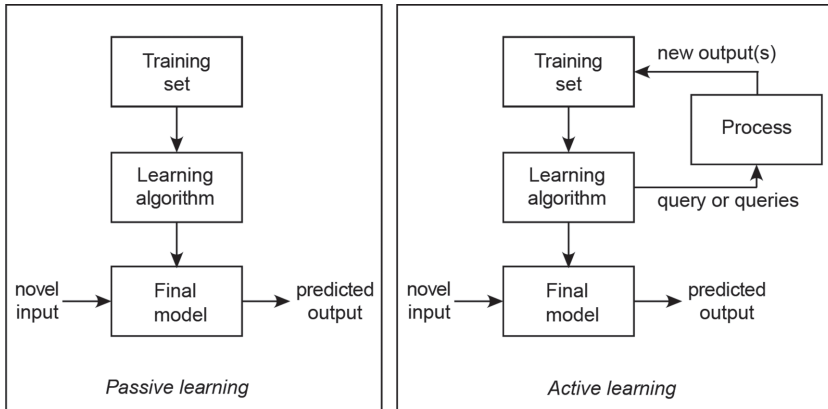 Training
set
Learning
algorithm
novel
input
Final
model
predicted
output
Passive learning
Training
set
new output(s)
Process
Learning
algorithm
query or queries
novel
input
Final
model
predicted
output
Active learning